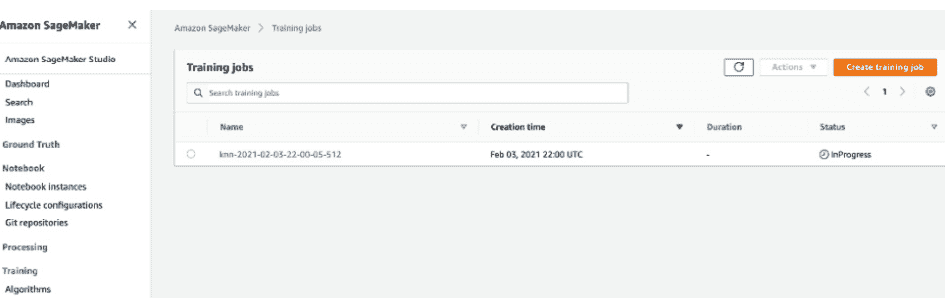 Amazon SageMaker
Amazon SageMaker Studio
Dashboard
Search
Images
Ground Truth
Notebook
Notebook instances
Lifecycle configurations
Git repositories
Processing
Training
Algorithms
Amazon SageMaker > Training jobs
Training jobs
Actions
Create training job
Search training jobs
1
Name Creation time Duration Status
knn-2021-02-03-22-00-05-512 Feb 03, 2021 22:00 UTC - InProgress